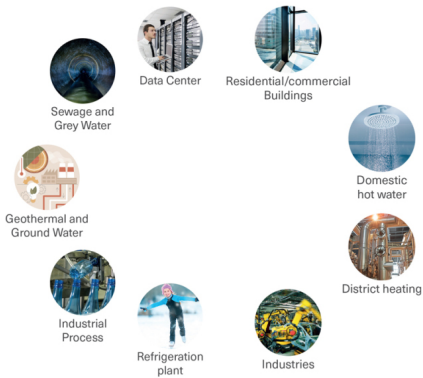 Data Center
Residential/commercial
Buildings
Sewage and
Grey Water
Domestic
hot water
Geothermal and
Ground Water
District heating
Industrial
Process
Refrigeration
plant
Industries